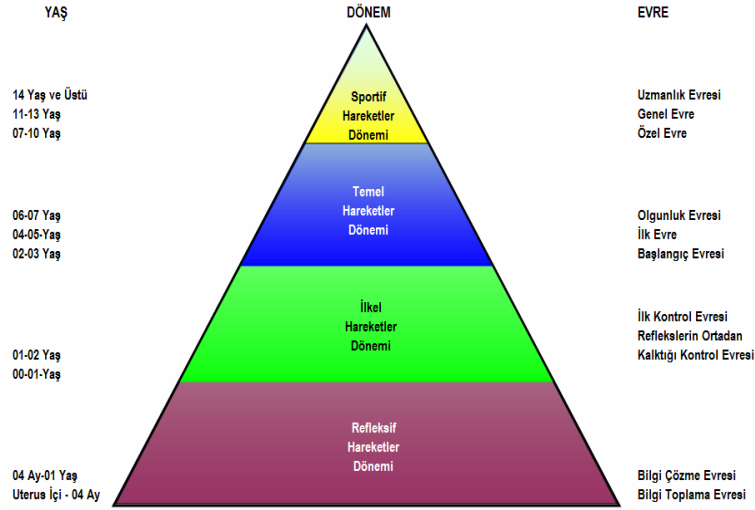 YAŞ DÖNEM EVRE
14 Yaş ve Üstü Sportif Uzmanlık Evresi
11-13 Yaş Hareketler Genel Evre
07-10 Yaş Dönemi Özel Evre
Temel
06-07 Yaş Hareketler Olgunluk Evresi
04-05-Yaş Dönemi İlk Evre
02-03 Yaş Başlangıç Evresi
İlkel İlk Kontrol Evresi
Hareketler Reflekslerin Ortadan
01-02 Yaş Dönemi Kalktığı Kontrol Evresi
00-01-Yaş
Refleksif
Hareketler
Dönemi
04 Ay-01 Yaş Bilgi Çözme Evresi
Uterus İçi - 04 Ay Bilgi Toplama Evresi